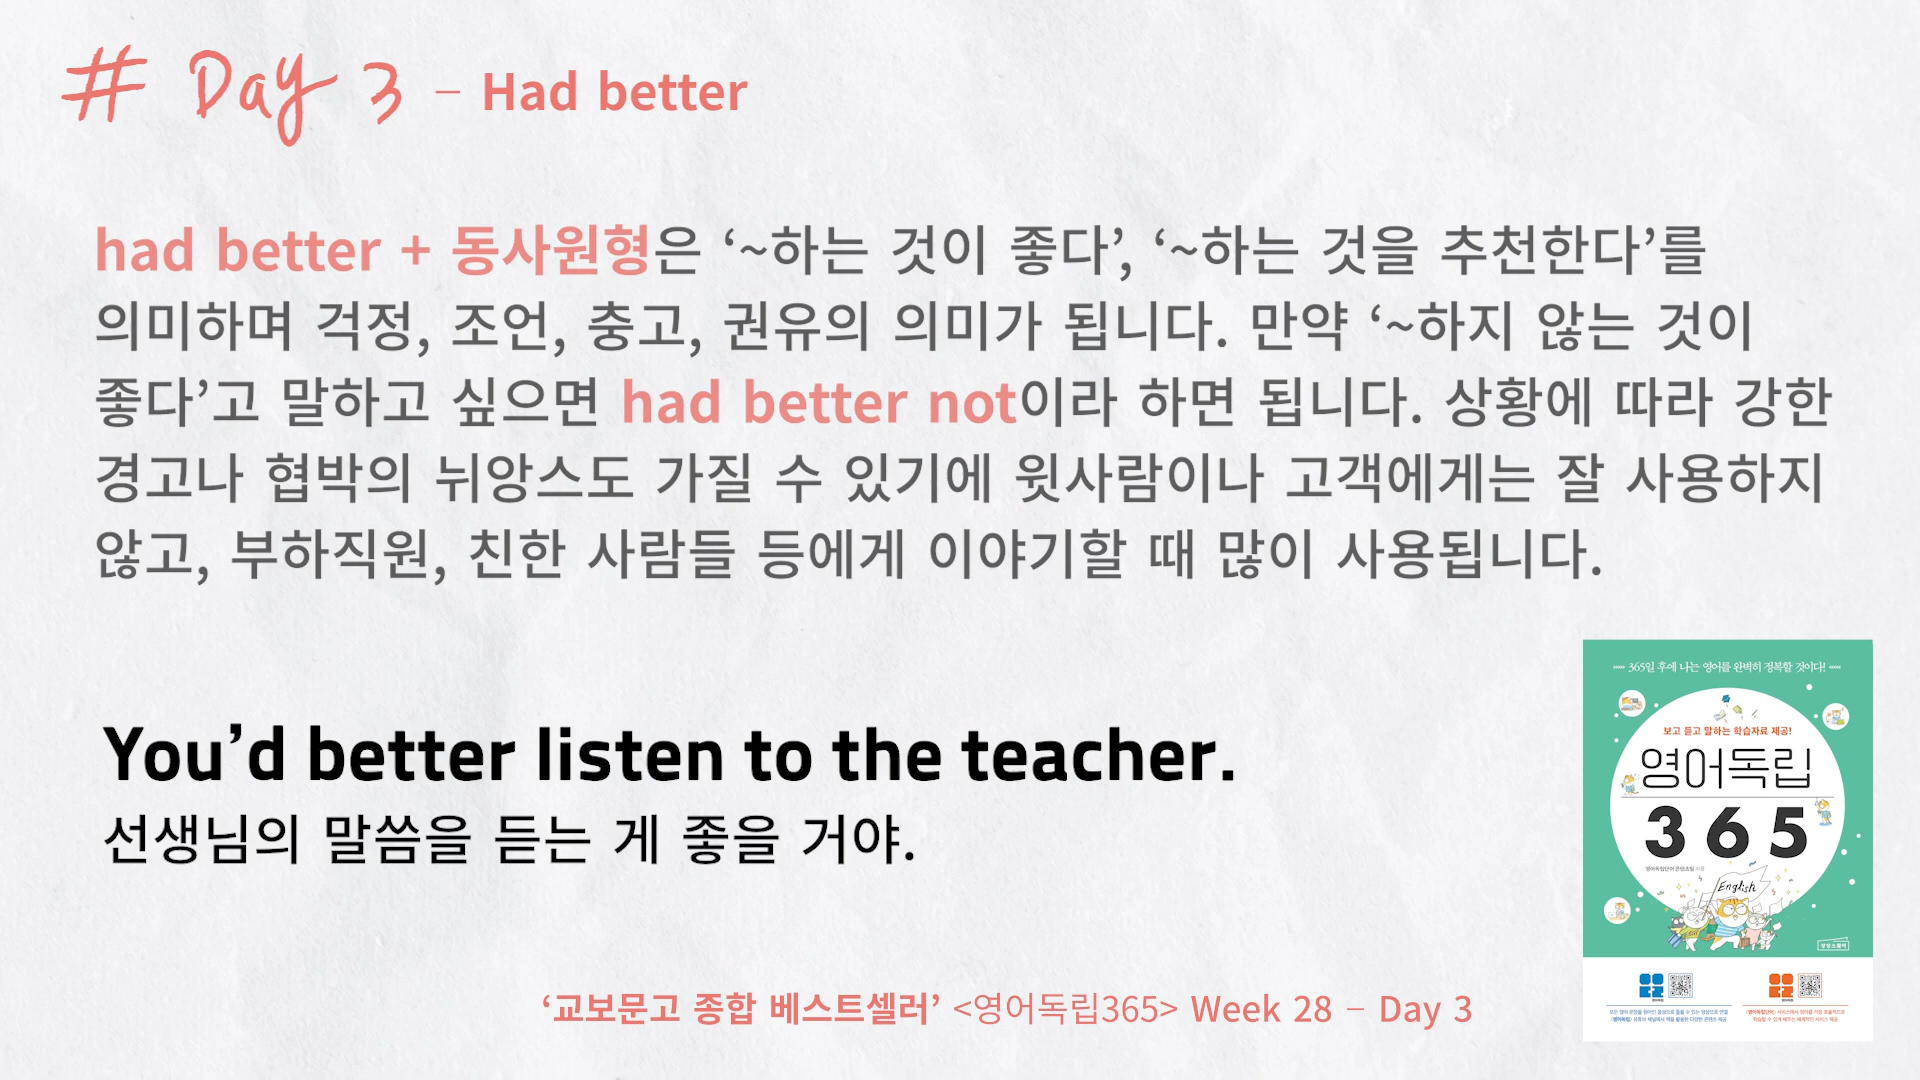 # Day 3 – Had better
had better + 동사원형은 ‘~하는 것이 좋다’, ‘~하는 것을 추천한다’를
의미하며 걱정, 조언, 충고, 권유의 의미가 됩니다. 만약 ‘~하지 않는 것이
좋다’고 말하고 싶으면 had better not이라 하면 됩니다. 상황에 따라 강한
경고나 협박의 뉘앙스도 가질 수 있기에 윗사람이나 고객에게는 잘 사용하지
않고, 부하직원, 친한 사람들 등에게 이야기할 때 많이 사용됩니다.
You’d better listen to the teacher.
선생님의 말씀을 듣는 게 좋을 거야.
365일 후에 나는 영어를 완벽히 정복할 것이다!
보고 듣고 말하는 학습자료 제공!
영어독립
365
English
‘교보문고 종합 베스트셀러’ <영어독립365> Week 28 – Day 3